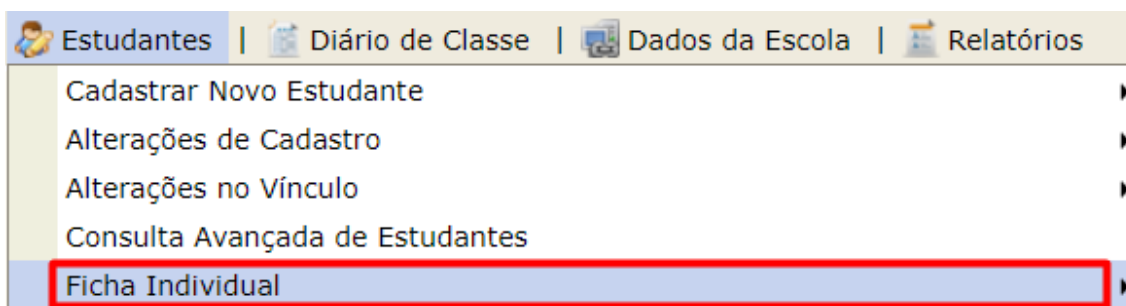 Estudantes | Diário de Classe | Dados da Escola | Relatórios
Cadastrar Novo Estudante
Alterações de Cadastro
Alterações no Vínculo
Consulta Avançada de Estudantes
Ficha Individual